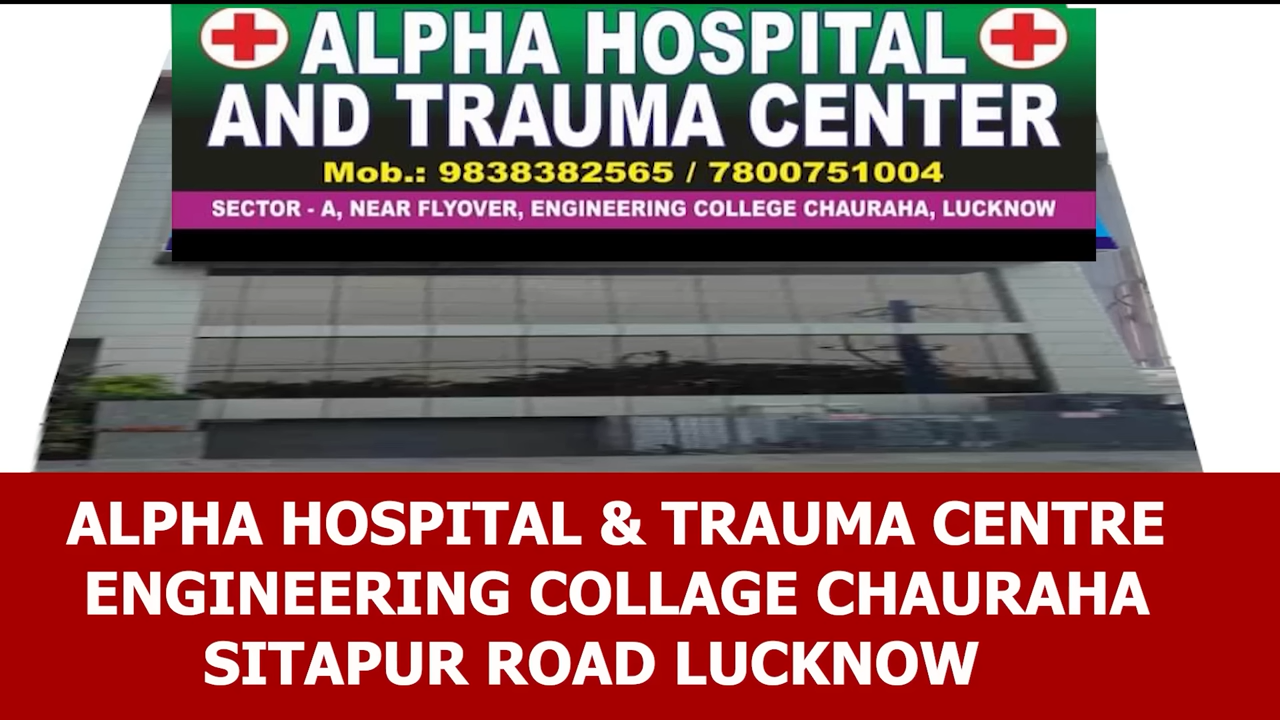 ALPHA HOSPITAL
AND TRAUMA CENTER
Mob.: 9838382565 / 7800751004
SECTOR - A, NEAR FLYOVER, ENGINEERING COLLEGE CHAURAHA, LUCKNOW
ALPHA HOSPITAL & TRAUMA CENTRE
ENGINEERING COLLAGE CHAURAHA
SITAPUR ROAD LUCKNOW